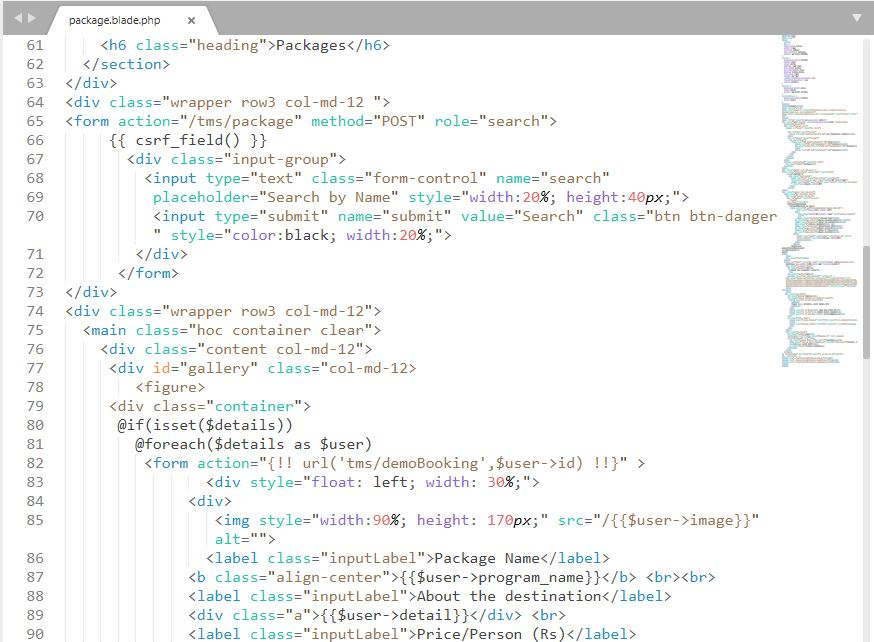 package.blade.php ×
61 <h6 class="heading">Packages</h6>
62 </section>
63 </div>
64 <div class="wrapper row3 col-md-12 ">
65 <form action="/tms/package" method="POST" role="search">
66 {{ csrf_field() }}
67 <div class="input-group">
68 <input type="text" class="form-control" name="search"
69 placeholder="Search by Name" style="width:20%; height:40px;">
70 <input type="submit" name="submit" value="Search" class="btn btn-danger
" style="color:black; width:20%;">
71 </div>
72 </form>
73 </div>
74 <div class="wrapper row3 col-md-12">
75 <main class="hoc container clear">
76 <div class="content col-md-12">
77 <div id="gallery" class="col-md-12>
78 <figure>
79 <div class="container">
80 @if(isset($details))
81 @foreach($details as $user)
82 <form action="{!! url('tms/demoBooking',$user->id) !!}" >
83 <div style="float: left; width: 30%;">
84 <div>
85 <img style="width:90%; height: 170px;" src="/{{$user->image}}"
alt="">
86 <label class="inputLabel">Package Name</label>
87 <b class="align-center">{{$user->program_name}}</b> <br><br>
88 <label class="inputLabel">About the destination</label>
89 <div class="a">{{$user->detail}}</div> <br>
90 <label class="inputLabel">Price/Person (Rs)</label>